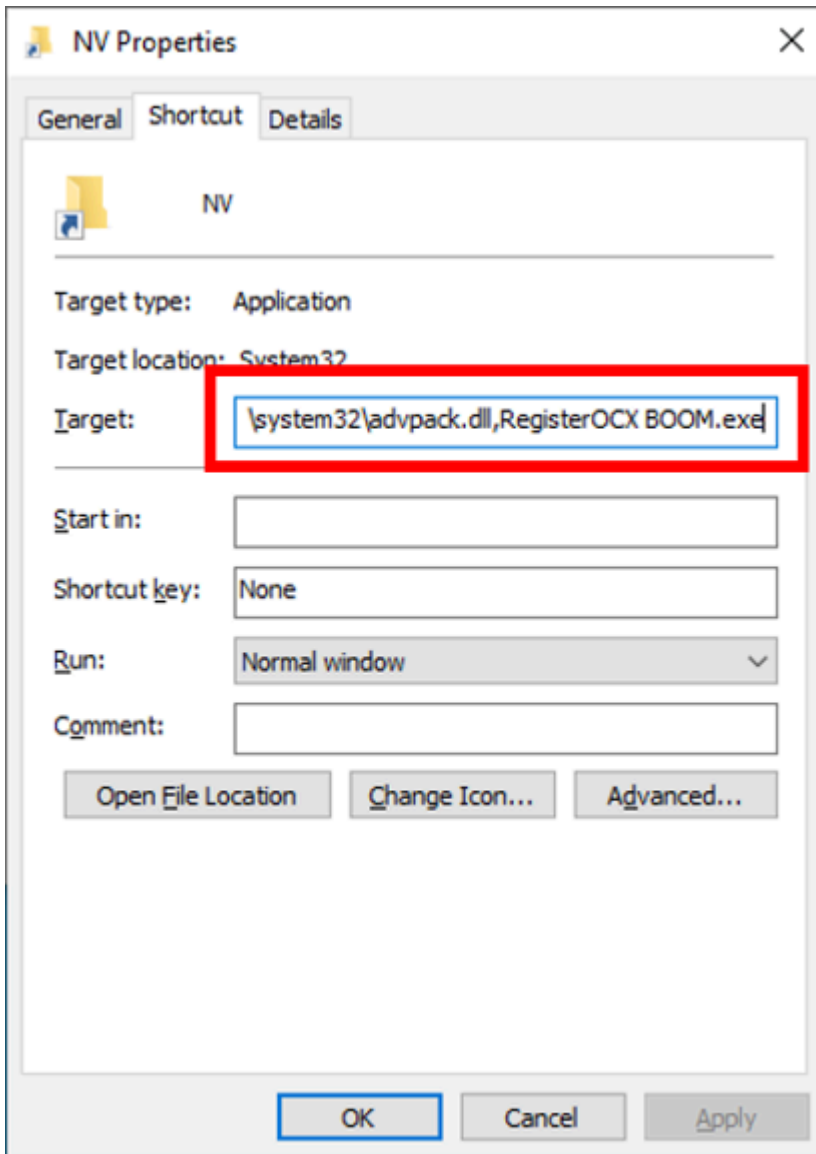 NV Properties
General Shortcut Details
NV
Target type: Application
Target location: System32
Target: \system32\advpack.dll,RegisterOCX BOOM.exe
Start in:
Shortcut key: None
Run: Normal window
Comment:
Open File Location Change Icon... Advanced...
OK Cancel Apply